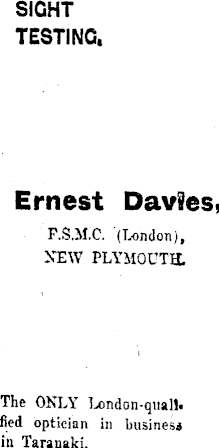 SIGHT
TESTING.
Ernest Davies,
F.S.M.C. (London),
NEW PLYMOUTH.
The ONLY London-quali-
fied optician in business
in Taranaki.